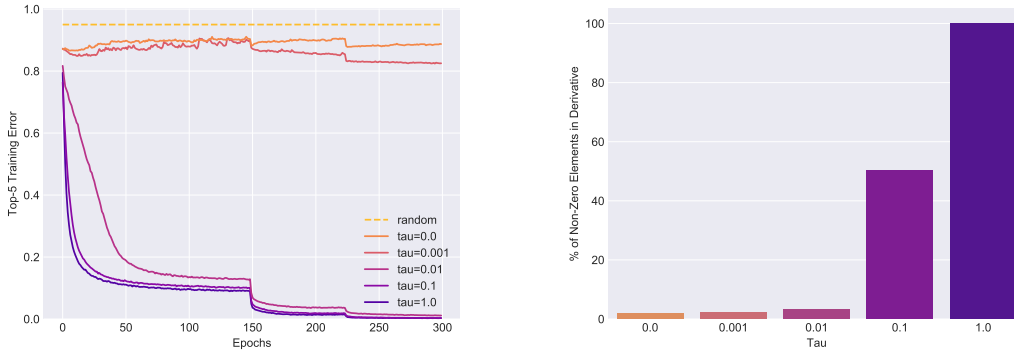 1.0
0.8
0.6
0.4
0.2
0.0
Top-5 Training Error
random
tau=0.0
tau=0.001
tau=0.01
tau=0.1
tau=1.0
0 50 100 150 200 250 300
Epochs
100
80
60
40
20
0
% of Non-Zero Elements in Derivative
0.0 0.001 0.01 0.1 1.0
Tau